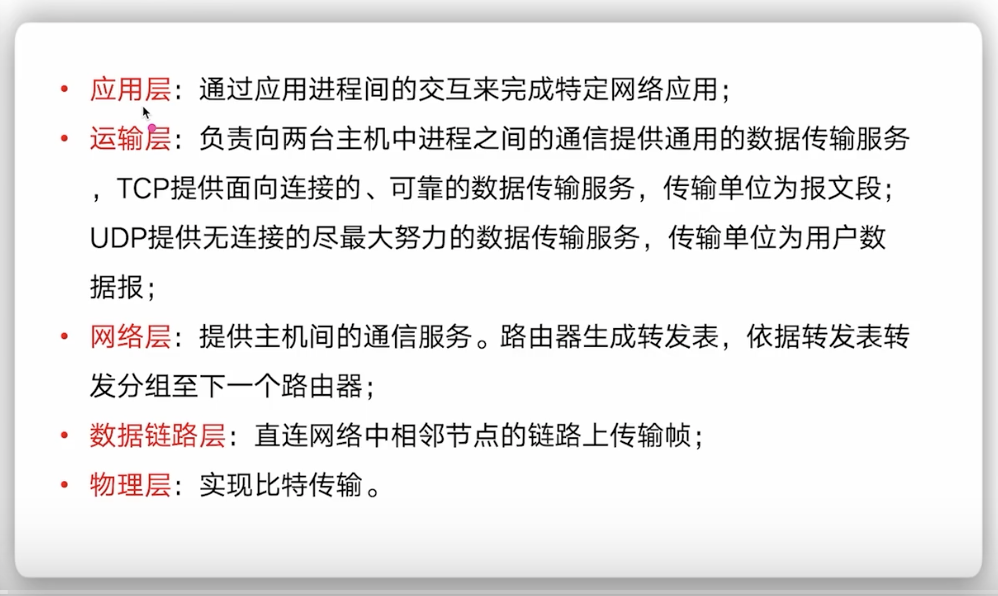 • 应用层：通过应用进程间的交互来完成特定网络应用；
• 运输层：负责向两台主机中进程之间的通信提供通用的数据传输服务
，TCP提供面向连接的、可靠的数据传输服务，传输单位为报文段；
UDP提供无连接的尽最大努力的数据传输服务，传输单位为用户数
据报；
• 网络层：提供主机间的通信服务。路由器生成转发表，依据转发表转
发分组至下一个路由器；
• 数据链路层：直连网络中相邻节点的链路上传输帧；
• 物理层：实现比特传输。